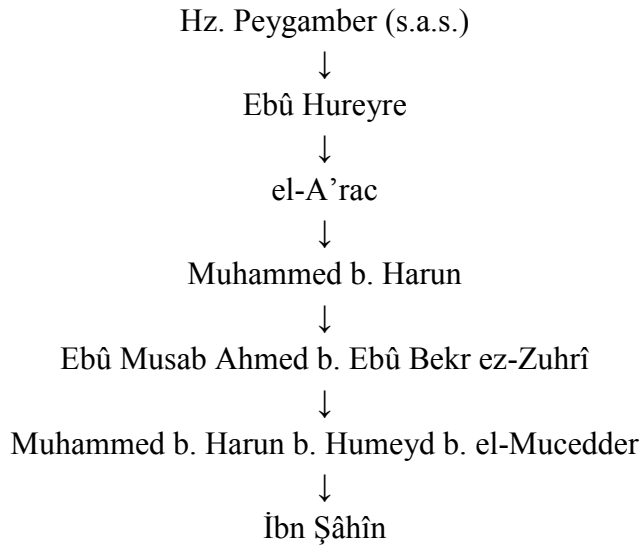 Hz. Peygamber (s.a.s.)
↓
Ebû Hureyre
↓
el-A’rac
↓
Muhammed b. Harun
↓
Ebû Musab Ahmed b. Ebû Bekr ez-Zuhrî
↓
Muhammed b. Harun b. Humeyd b. el-Mucedder
↓
İbn Şâhîn